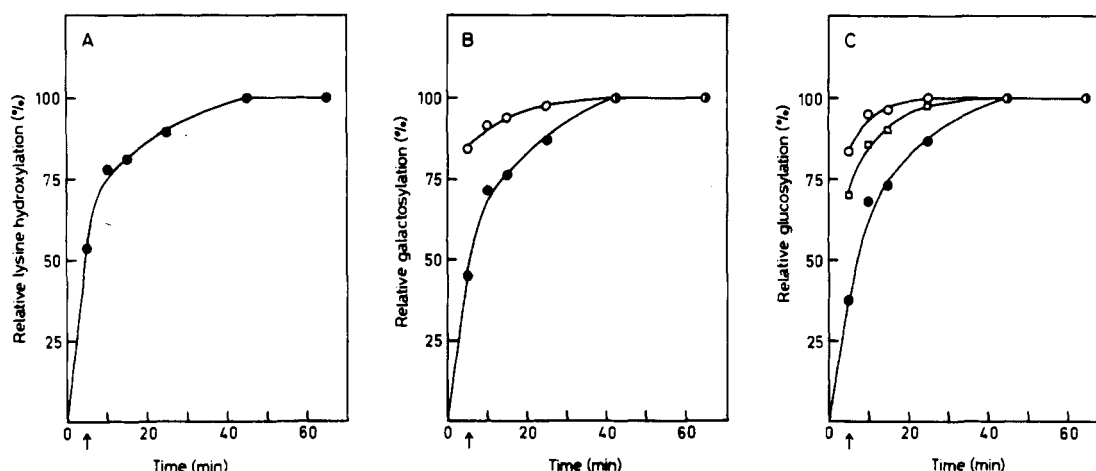 A
Relative lysine hydroxylation (%)
100
75
50
25
0 20 40 60
↑
Time (min)
B
Relative galactosylation (%)
100
75
50
25
0 20 40 60
↑
Time (min)
C
Relative glucosylation (%)
100
75
50
25
0 20 40 60
↑
Time (min)